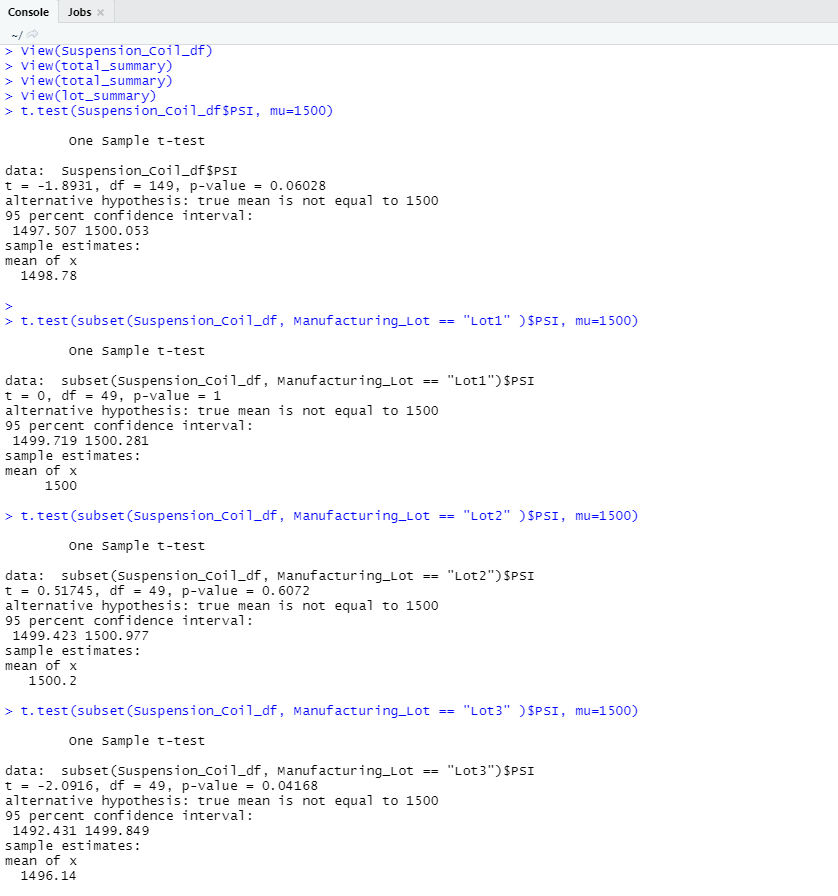 Console Jobs ×
~/
> View(Suspension_Coil_df)
> View(total_summary)
> View(total_summary)
> View(lot_summary)
> t.test(Suspension_Coil_df$PSI, mu=1500)
One Sample t-test
data:  Suspension_Coil_df$PSI
t = -1.8931, df = 149, p-value = 0.06028
alternative hypothesis: true mean is not equal to 1500
95 percent confidence interval:
1497.507 1500.053
sample estimates:
mean of x
1498.78
>
> t.test(subset(Suspension_Coil_df, Manufacturing_Lot == "Lot1" )$PSI, mu=1500)
One Sample t-test
data:  subset(Suspension_Coil_df, Manufacturing_Lot == "Lot1")$PSI
t = 0, df = 49, p-value = 1
alternative hypothesis: true mean is not equal to 1500
95 percent confidence interval:
1499.719 1500.281
sample estimates:
mean of x
1500
> t.test(subset(Suspension_Coil_df, Manufacturing_Lot == "Lot2" )$PSI, mu=1500)
One Sample t-test
data:  subset(Suspension_Coil_df, Manufacturing_Lot == "Lot2")$PSI
t = 0.51745, df = 49, p-value = 0.6072
alternative hypothesis: true mean is not equal to 1500
95 percent confidence interval:
1499.423 1500.977
sample estimates:
mean of x
1500.2
> t.test(subset(Suspension_Coil_df, Manufacturing_Lot == "Lot3" )$PSI, mu=1500)
One Sample t-test
data:  subset(Suspension_Coil_df, Manufacturing_Lot == "Lot3")$PSI
t = -2.0916, df = 49, p-value = 0.04168
alternative hypothesis: true mean is not equal to 1500
95 percent confidence interval:
1492.431 1499.849
sample estimates:
mean of x
1496.14